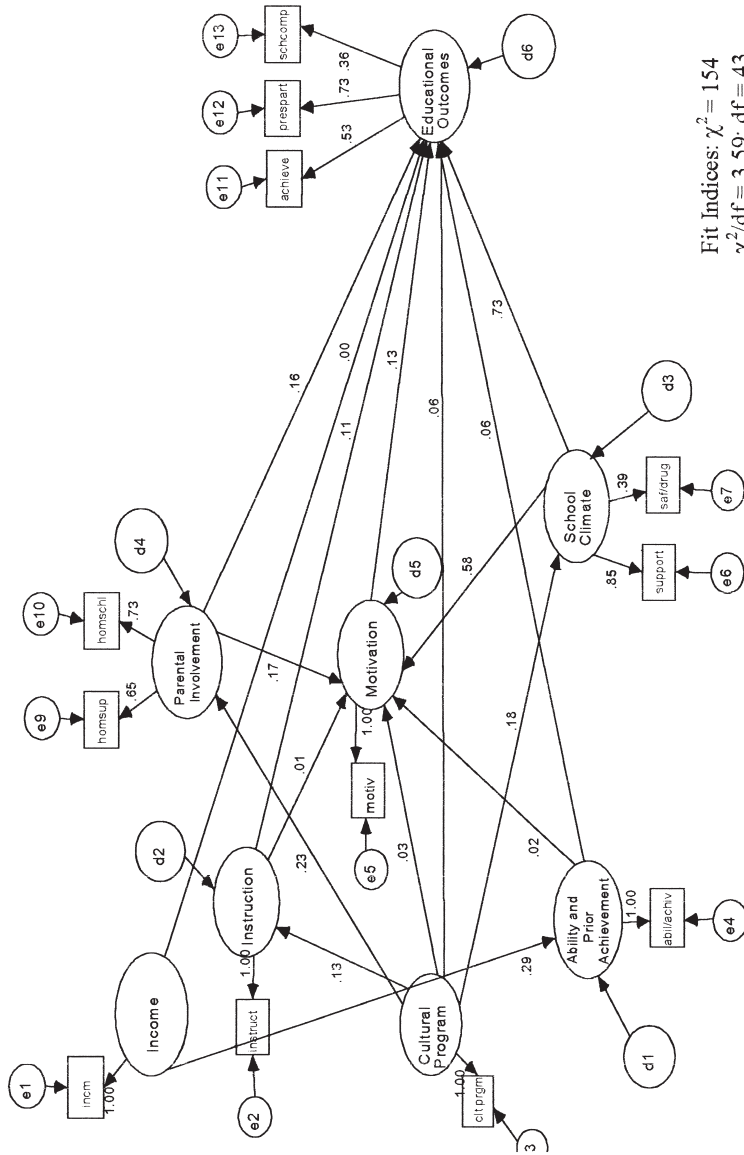 e13
schcomp
e12
prespart
e11
achieve
.36
.73
.53
Educational
Outcomes
d6
Fit Indices: χ² = 154
χ²/df = 3.59; df = 43
.16
.00
.11
.13
.06
.06
.73
d4
e10
homschl
.73
e9
homsup
.65
Parental
Involvement
d5
Motivation
1.00
motiv
e5
.17
.01
.58
.03
.02
d3
School
Climate
.39
saf/drug
e7
.85
support
e6
.18
d2
Instruction
1.00
instruct
e2
.23
.13
Income
e1
incm
1.00
Cultural
Program
1.00
clt prgm
3
.29
Ability and
Prior
Achievement
1.00
abil/achiv
e4
d1